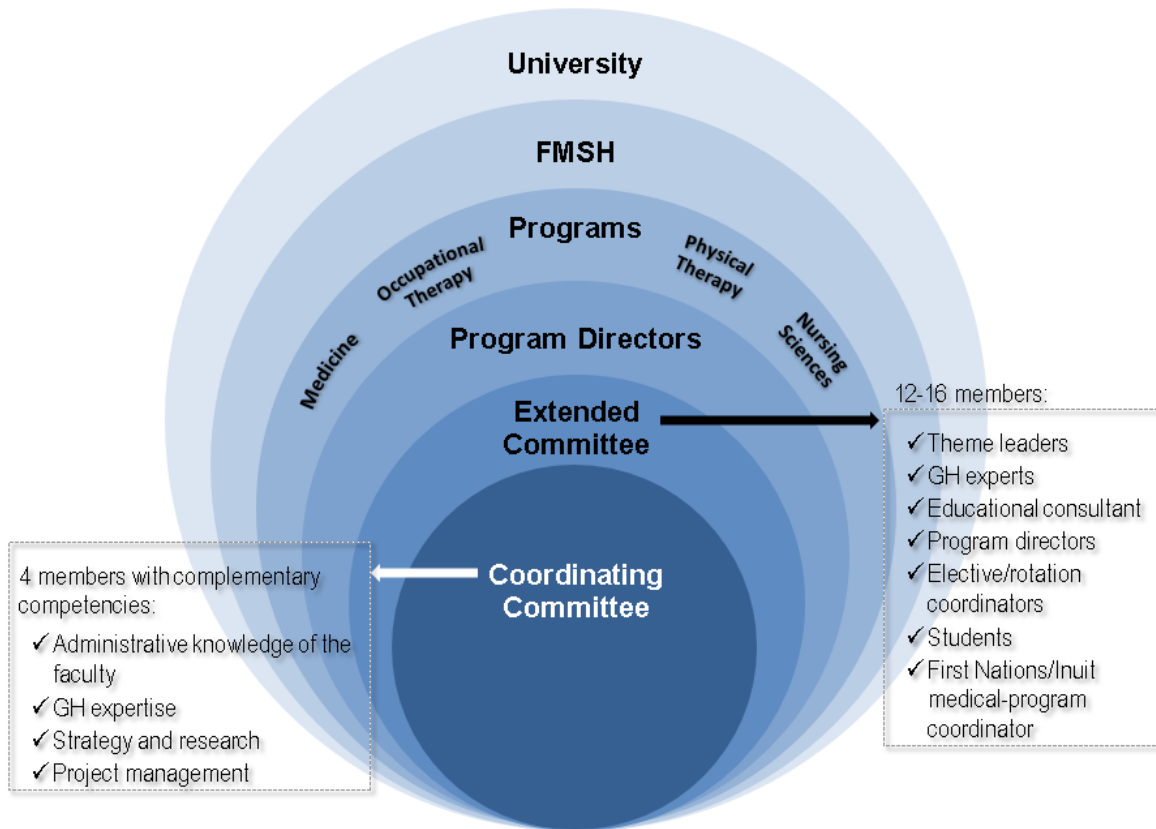 University
FMSH
Programs
Medicine
Occupational
Therapy
Physical
Therapy
Nursing
Sciences
Program Directors
Extended
Committee
12-16 members:
✓ Theme leaders
✓ GH experts
✓ Educational consultant
✓ Program directors
✓ Elective/rotation
coordinators
✓ Students
✓ First Nations/Inuit
medical-program
coordinator
Coordinating
Committee
4 members with complementary
competencies:
✓ Administrative knowledge of the
faculty
✓ GH expertise
✓ Strategy and research
✓ Project management